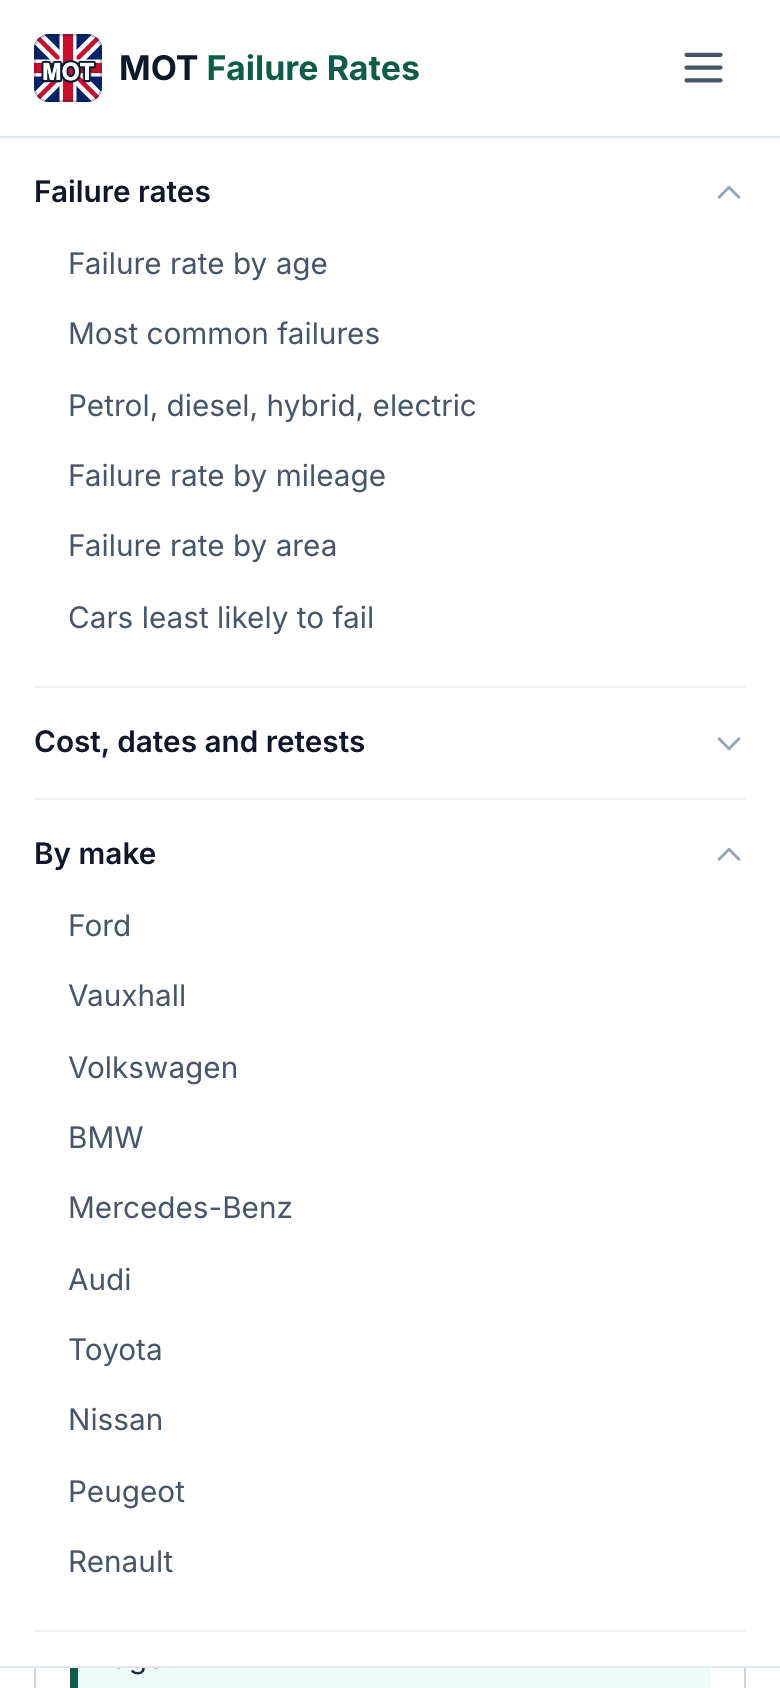 MOT
MOT Failure Rates
Failure rates
Failure rate by age
Most common failures
Petrol, diesel, hybrid, electric
Failure rate by mileage
Failure rate by area
Cars least likely to fail
Cost, dates and retests
By make
Ford
Vauxhall
Volkswagen
BMW
Mercedes-Benz
Audi
Toyota
Nissan
Peugeot
Renault